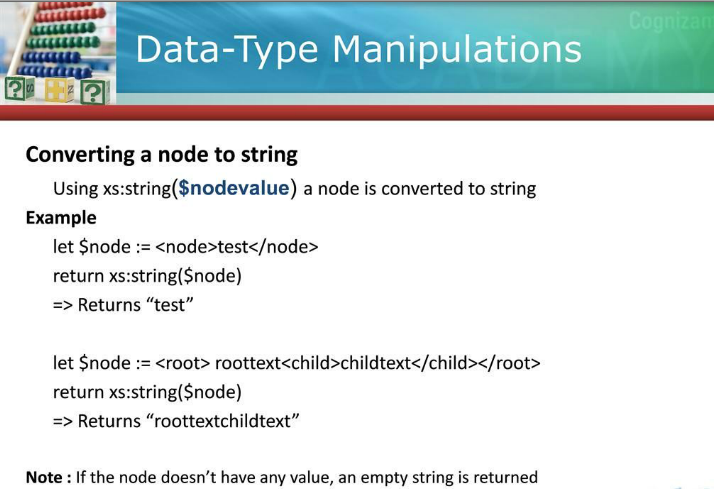 Cognizan
Data-Type Manipulations
Converting a node to string
Using xs:string($nodevalue) a node is converted to string
Example
let $node := <node>test</node>
return xs:string($node)
=> Returns “test”
let $node := <root> roottext<child>childtext</child></root>
return xs:string($node)
=> Returns “roottextchildtext”
Note : If the node doesn’t have any value, an empty string is returned